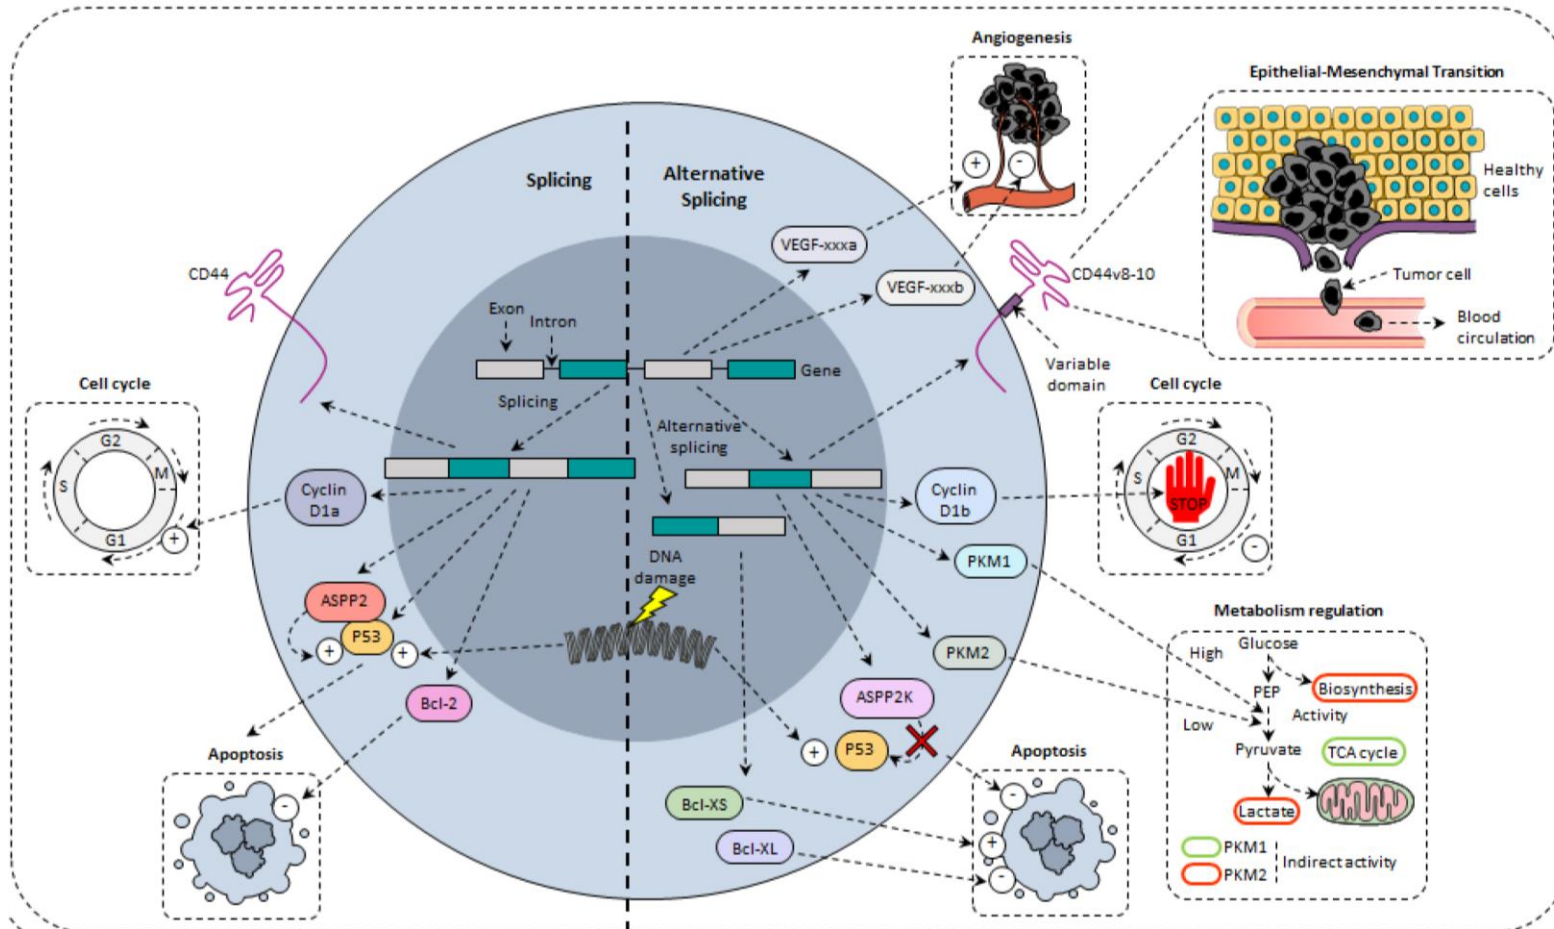 Angiogenesis
+
-
Epithelial-Mesenchymal Transition
Healthy
cells
Tumor cell
Blood
circulation
Splicing
Alternative
Splicing
VEGF-xxxa
VEGF-xxxb
CD44
CD44v8-10
Variable
domain
Exon
Intron
Gene
Splicing
Alternative
splicing
Cell cycle
G2
S
M
G1
+
Cyclin
D1a
Cyclin
D1b
Cell cycle
G2
S
M
STOP
G1
-
DNA
damage
PKM1
PKM2
ASPP2
P53
+
+
Bcl-2
ASPP2K
+
P53
Bcl-XS
Bcl-XL
Apoptosis
-
Apoptosis
-
+
-
Metabolism regulation
High
Glucose
PEP
Biosynthesis
Low
Activity
Pyruvate
TCA cycle
Lactate
PKM1
PKM2
Indirect activity